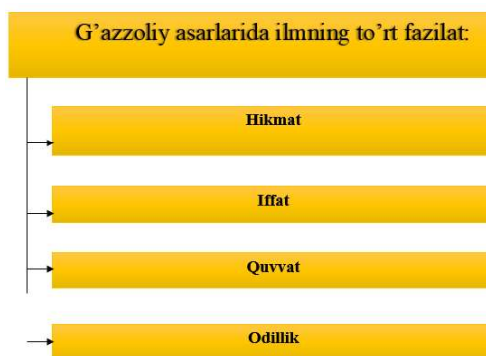 G’azzoliy asarlarida ilmning to’rt fazilat:
Hikmat
Iffat
Quvvat
Odillik